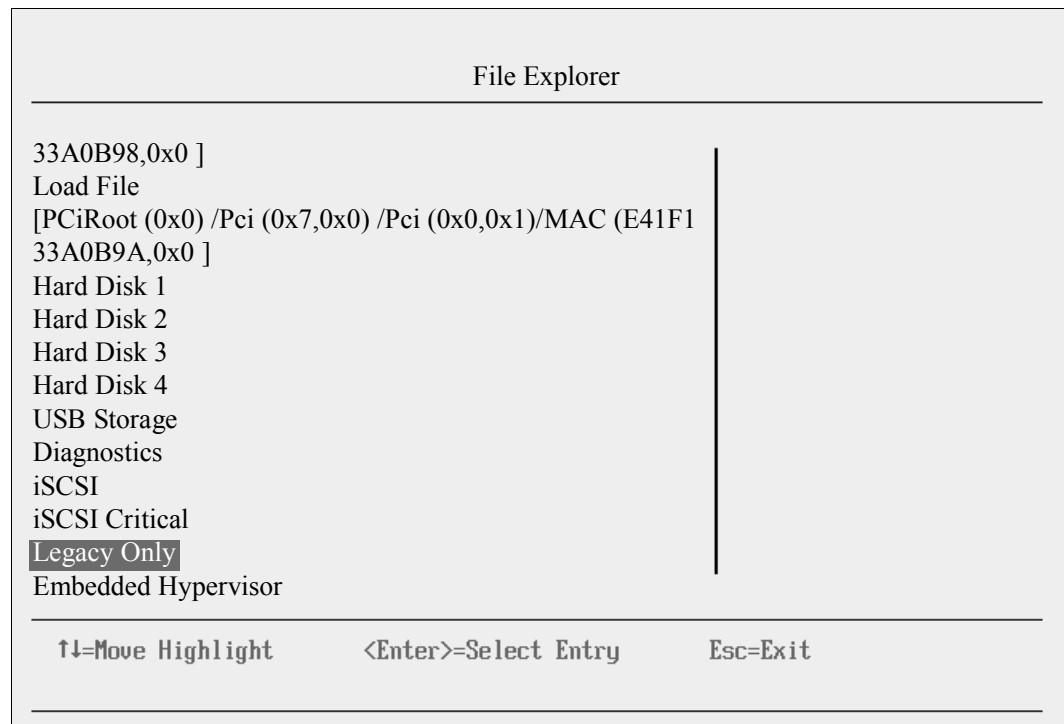 File Explorer
33A0B98,0x0 ]
Load File
[PCiRoot (0x0) /Pci (0x7,0x0) /Pci (0x0,0x1)/MAC (E41F1
33A0B9A,0x0 ]
Hard Disk 1
Hard Disk 2
Hard Disk 3
Hard Disk 4
USB Storage
Diagnostics
iSCSI
iSCSI Critical
Legacy Only
Embedded Hypervisor
↑↓=Move Highlight <Enter>=Select Entry Esc=Exit